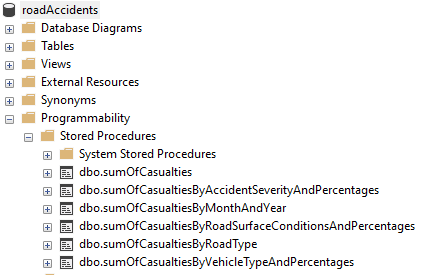 roadAccidents
Database Diagrams
Tables
Views
External Resources
Synonyms
Programmability
Stored Procedures
System Stored Procedures
dbo.sumOfCasualties
dbo.sumOfCasualtiesByAccidentSeverityAndPercentages
dbo.sumOfCasualtiesByMonthAndYear
dbo.sumOfCasualtiesByRoadSurfaceConditionsAndPercentages
dbo.sumOfCasualtiesByRoadType
dbo.sumOfCasualtiesByVehicleTypeAndPercentages